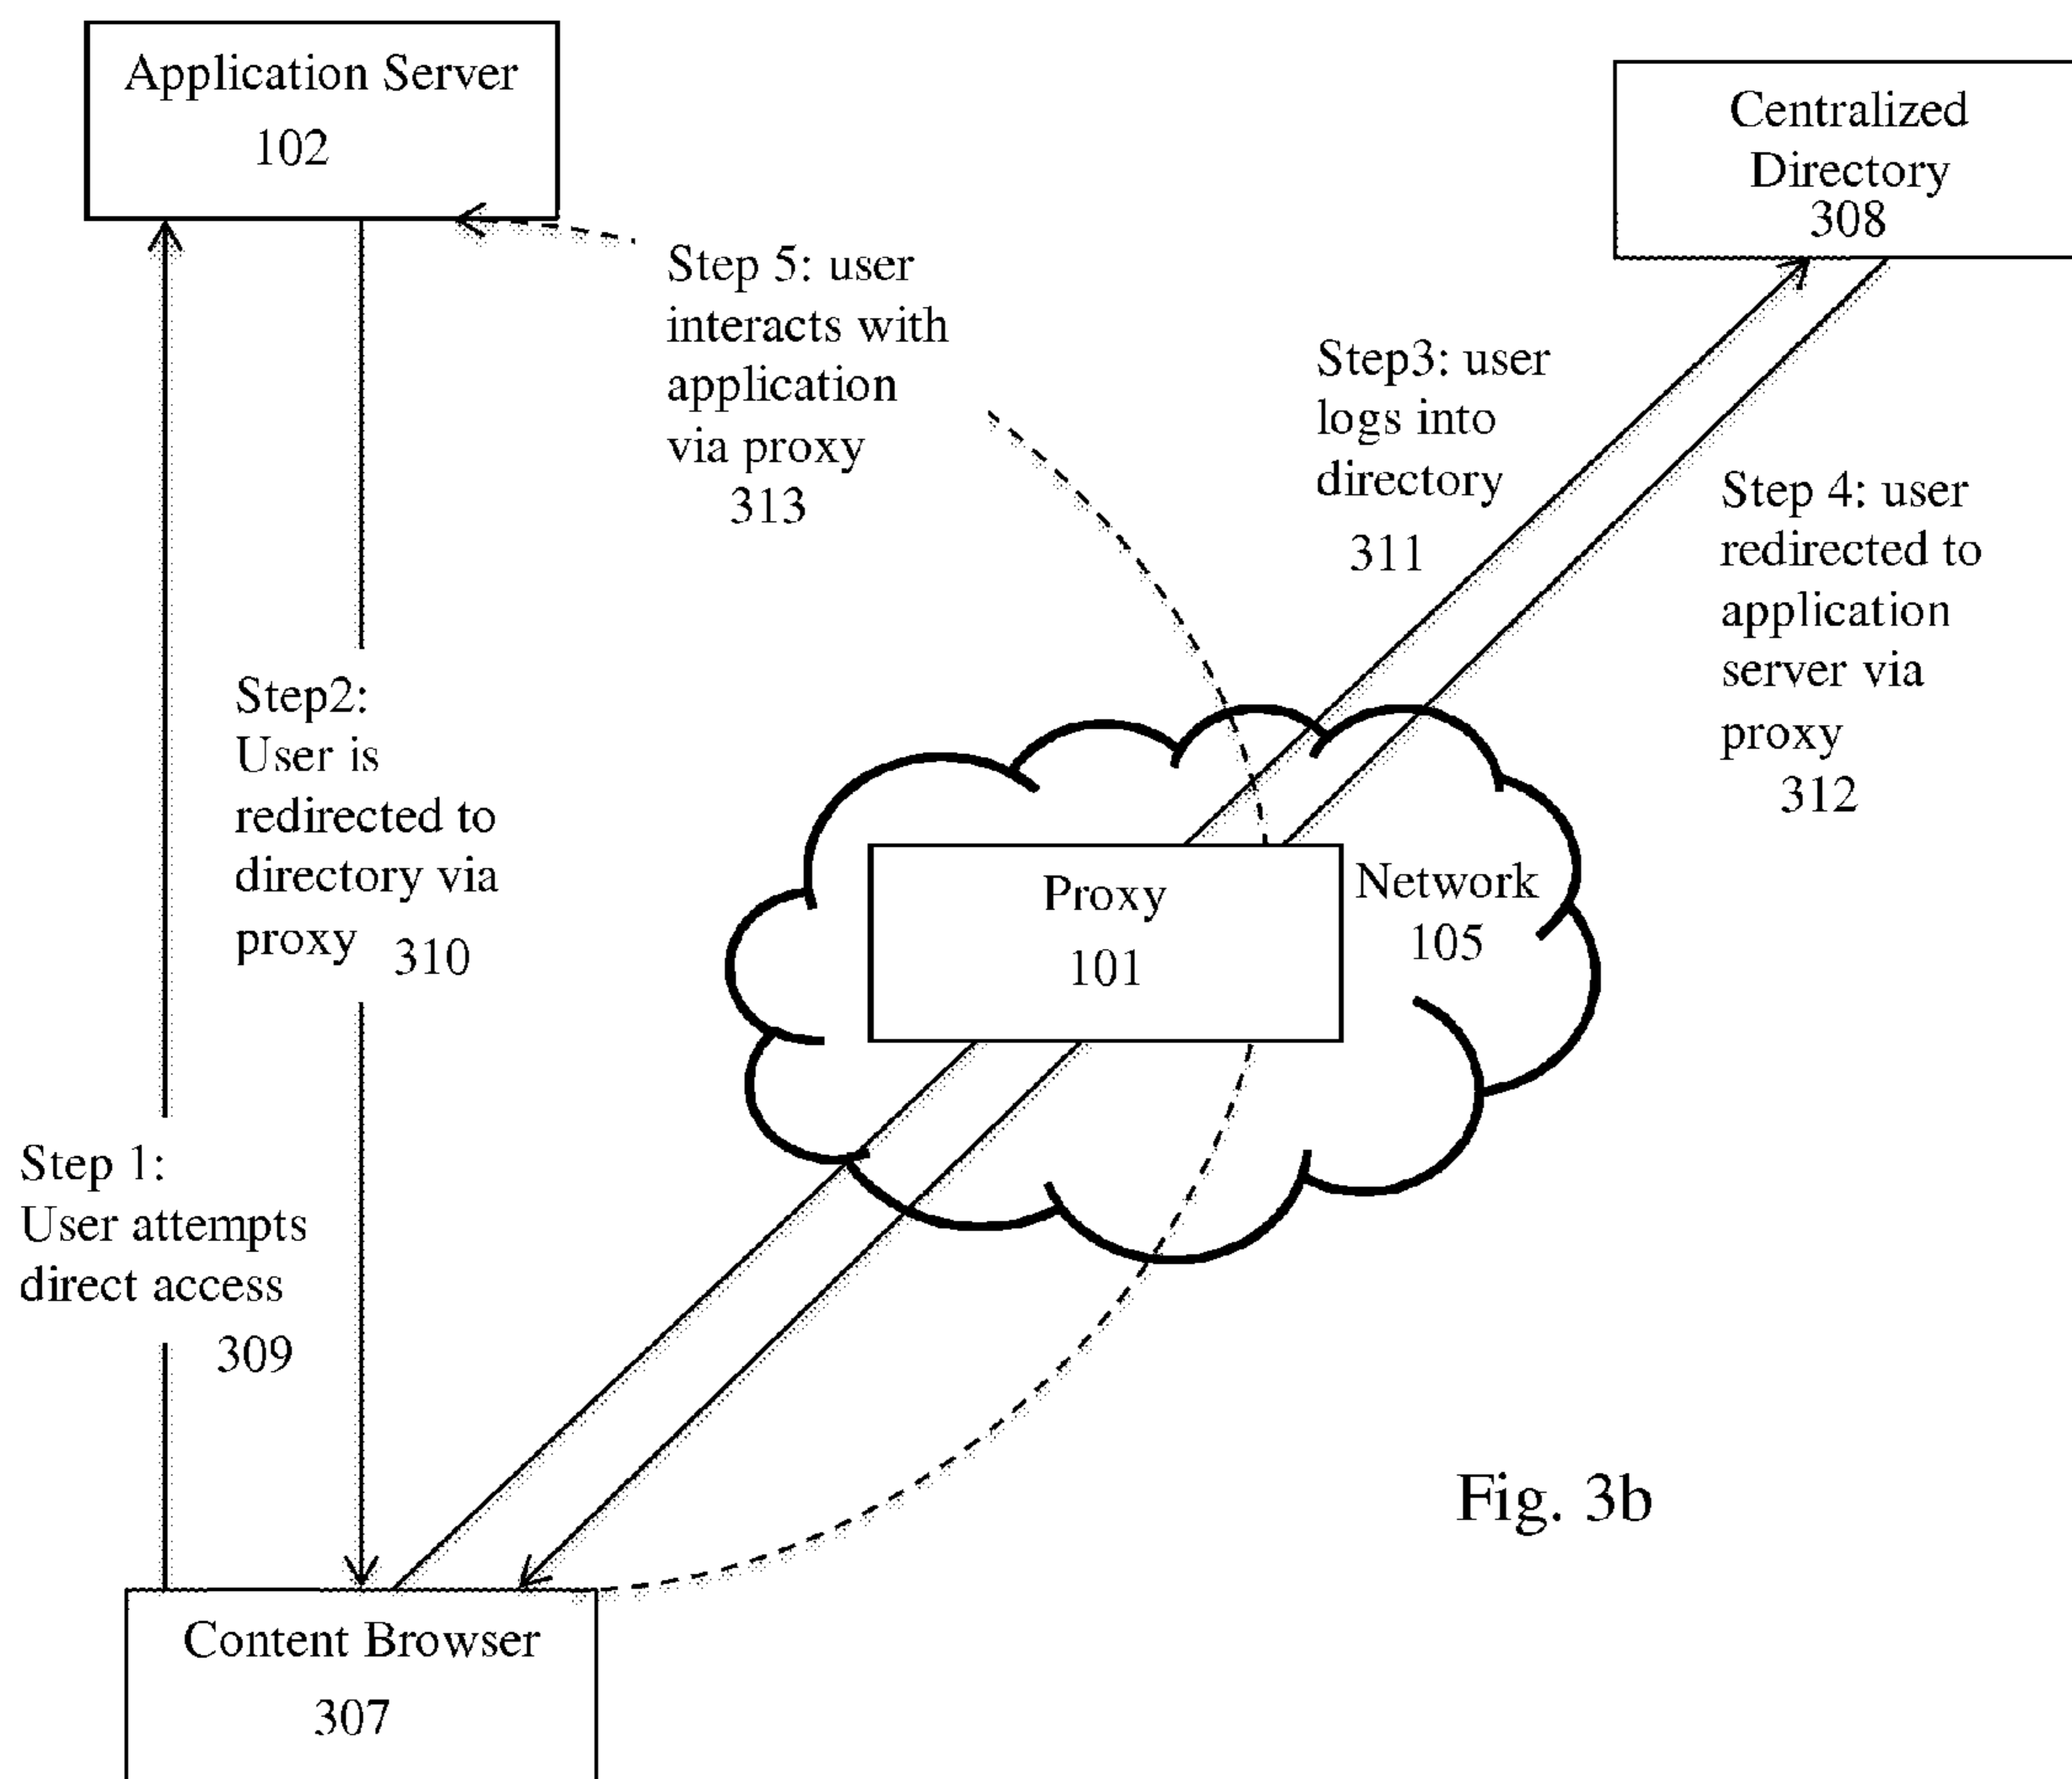 Application Server
102
Centralized
Directory
308
Step 5: user
interacts with
application
via proxy
313
Step3: user
logs into
directory
311
Step 4: user
redirected to
application
server via
proxy
312
Step2:
User is
redirected to
directory via
proxy 310
Proxy
101
Network
105
Step 1:
User attempts
direct access
309
Content Browser
307
Fig. 3b